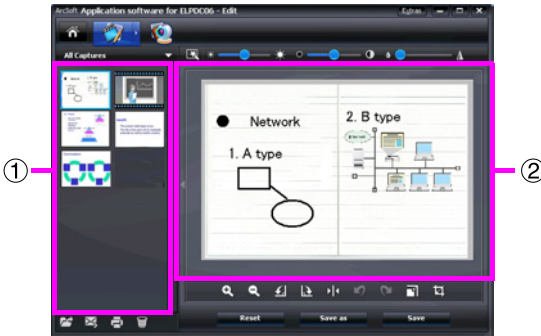 ArcSoft Application software for ELPDC06 - Edit
Extras
All Captures
A
1
2
Network
1. A type
2. B type
Reset
Save as
Save